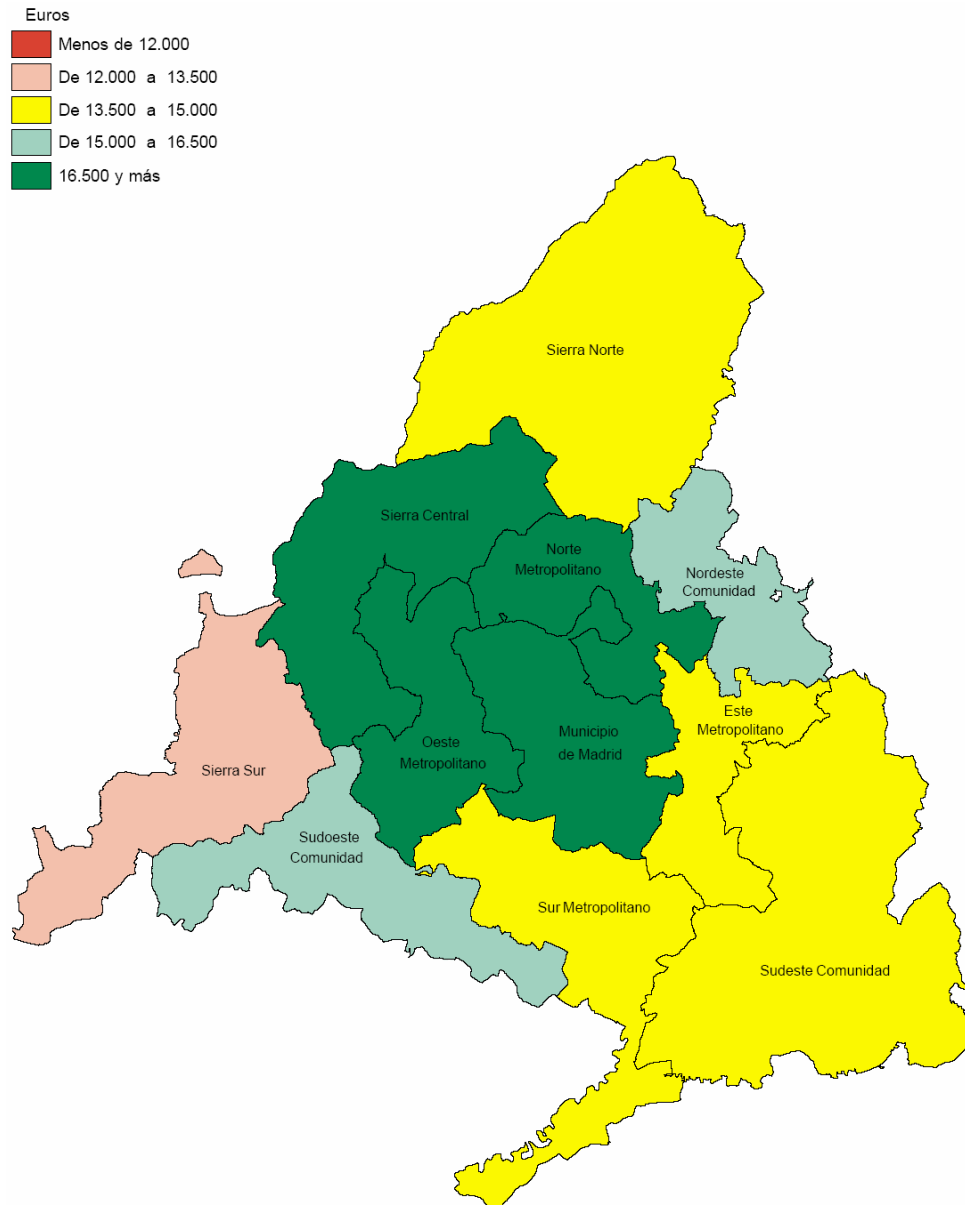 Euros
Menos de 12.000
De 12.000 a 13.500
De 13.500 a 15.000
De 15.000 a 16.500
16.500 y más
Sierra Norte
Sierra Central
Norte
Metropolitano
Nordeste
Comunidad
Este
Metropolitano
Municipio
de Madrid
Oeste
Metropolitano
Sierra Sur
Sudoeste
Comunidad
Sur Metropolitano
Sudeste Comunidad